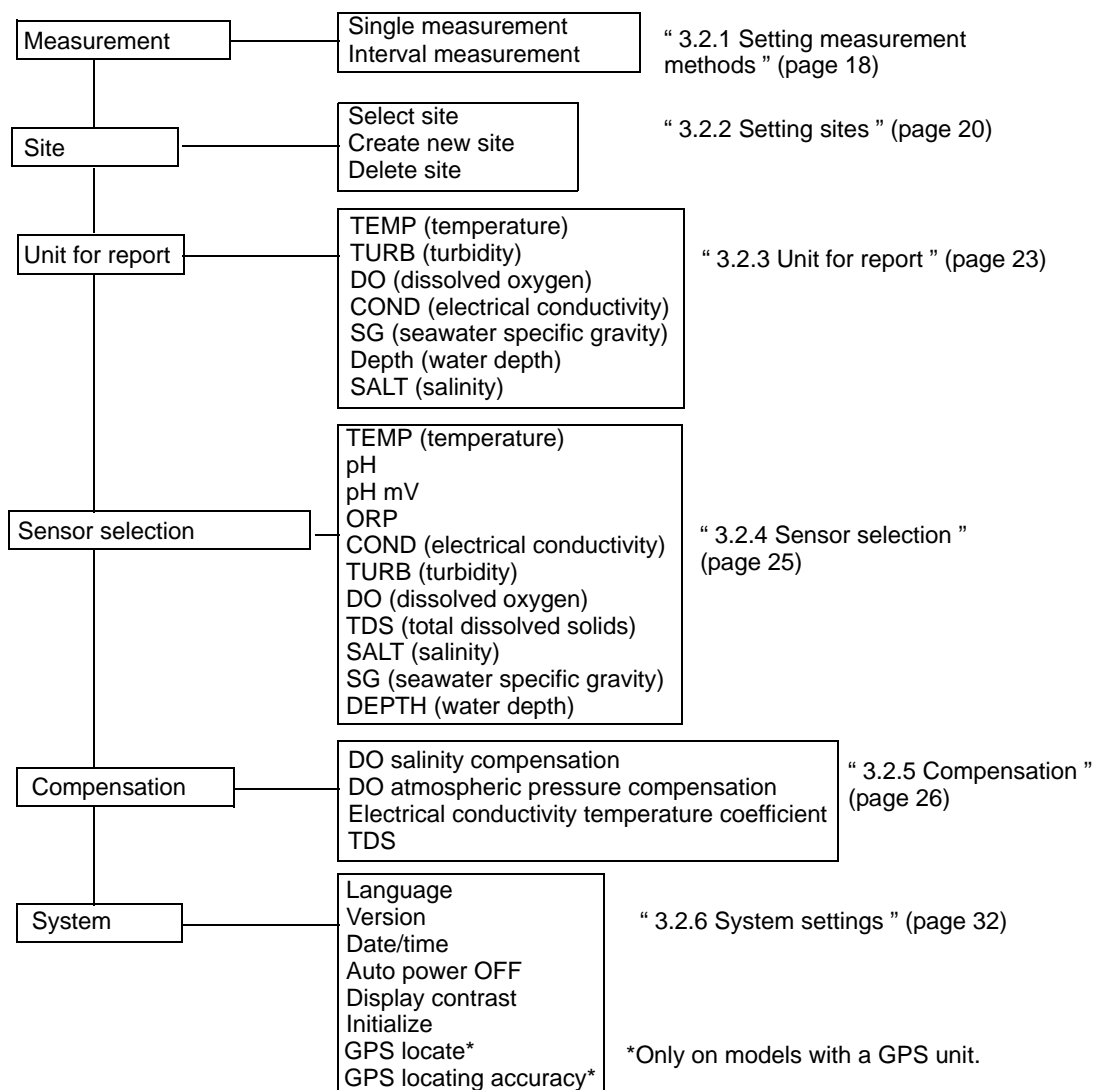 Measurement
Single measurement
Interval measurement
“ 3.2.1 Setting measurement
methods ” (page 18)
Site
Select site
Create new site
Delete site
“ 3.2.2 Setting sites ” (page 20)
Unit for report
TEMP (temperature)
TURB (turbidity)
DO (dissolved oxygen)
COND (electrical conductivity)
SG (seawater specific gravity)
Depth (water depth)
SALT (salinity)
“ 3.2.3 Unit for report ” (page 23)
Sensor selection
TEMP (temperature)
pH
pH mV
ORP
COND (electrical conductivity)
TURB (turbidity)
DO (dissolved oxygen)
TDS (total dissolved solids)
SALT (salinity)
SG (seawater specific gravity)
DEPTH (water depth)
“ 3.2.4 Sensor selection ”
(page 25)
Compensation
DO salinity compensation
DO atmospheric pressure compensation
Electrical conductivity temperature coefficient
TDS
“ 3.2.5 Compensation ”
(page 26)
System
Language
Version
Date/time
Auto power OFF
Display contrast
Initialize
GPS locate*
GPS locating accuracy*
“ 3.2.6 System settings ” (page 32)
*Only on models with a GPS unit.